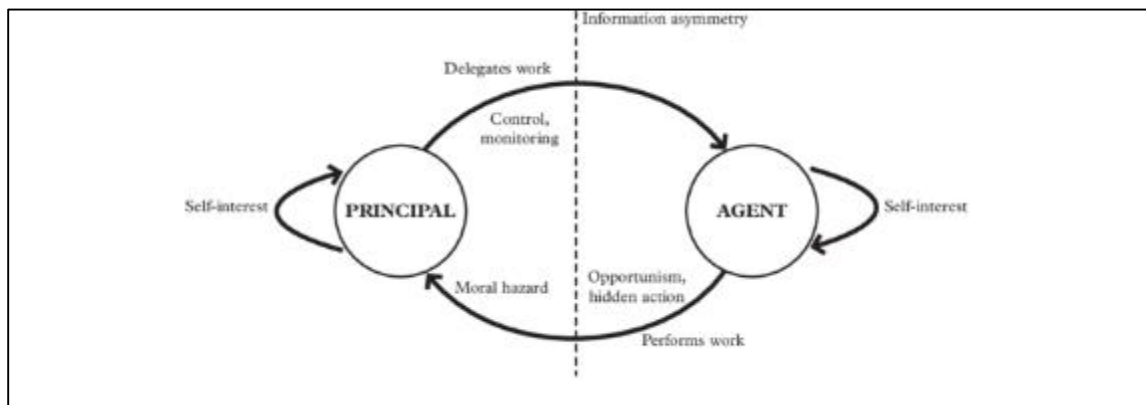 Information asymmetry
Delegates work
Control,
monitoring
Self-interest
PRINCIPAL
AGENT
Self-interest
Moral hazard
Opportunism,
hidden action
Performs work